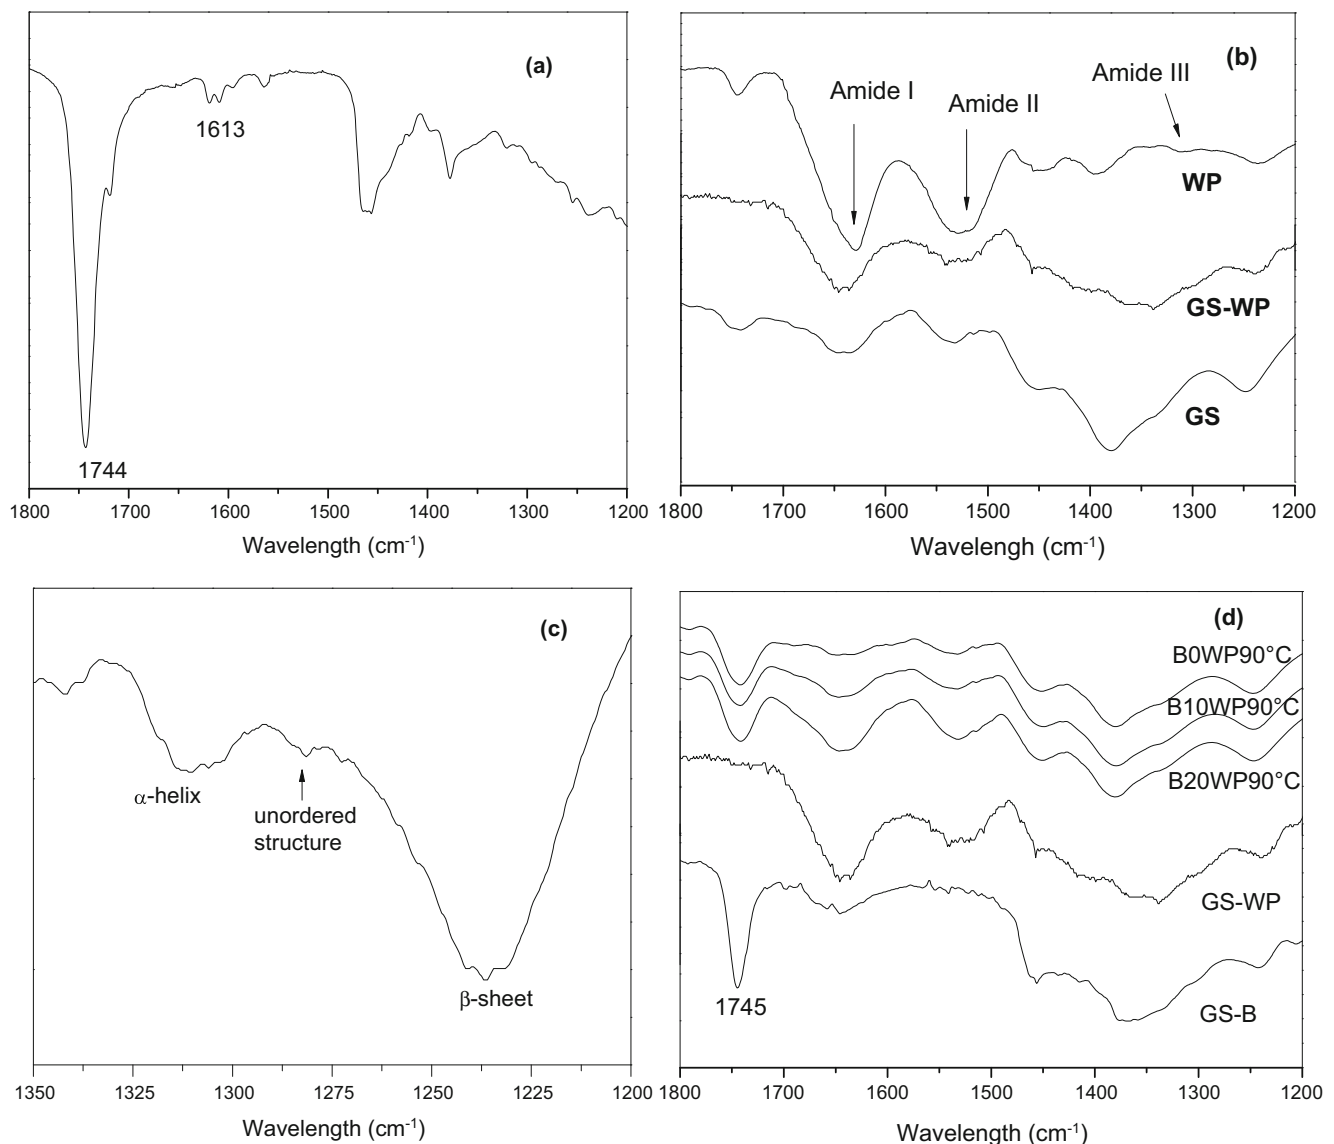 (a)
1613
1744
1800 1700 1600 1500 1400 1300 1200
Wavelength (cm-1)
(b)
Amide I
Amide II
Amide III
WP
GS-WP
GS
1800 1700 1600 1500 1400 1300 1200
Wavelengh (cm-1)
(c)
α-helix
unordered
structure
β-sheet
1350 1325 1300 1275 1250 1225 1200
Wavelength (cm-1)
(d)
B0WP90°C
B10WP90°C
B20WP90°C
GS-WP
1745
GS-B
1800 1700 1600 1500 1400 1300 1200
Wavelength (cm-1)